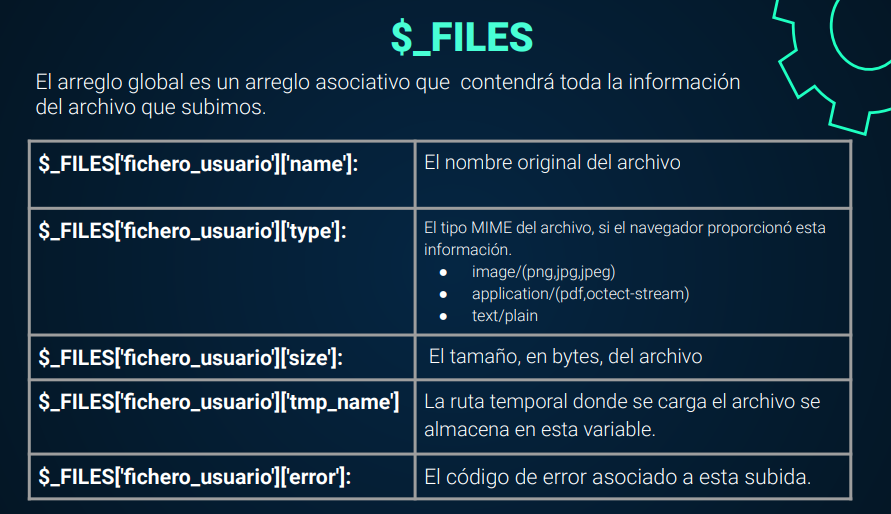 $_FILES
El arreglo global es un arreglo asociativo que contendrá toda la información
del archivo que subimos.
$_FILES['fichero_usuario']['name']:
El nombre original del archivo
$_FILES['fichero_usuario']['type']:
El tipo MIME del archivo, si el navegador proporcionó esta
información.
● image/(png,jpg,jpeg)
● application/(pdf,octect-stream)
● text/plain
$_FILES['fichero_usuario']['size']:
El tamaño, en bytes, del archivo
$_FILES['fichero_usuario']['tmp_name']
La ruta temporal donde se carga el archivo se
almacena en esta variable.
$_FILES['fichero_usuario']['error']:
El código de error asociado a esta subida.